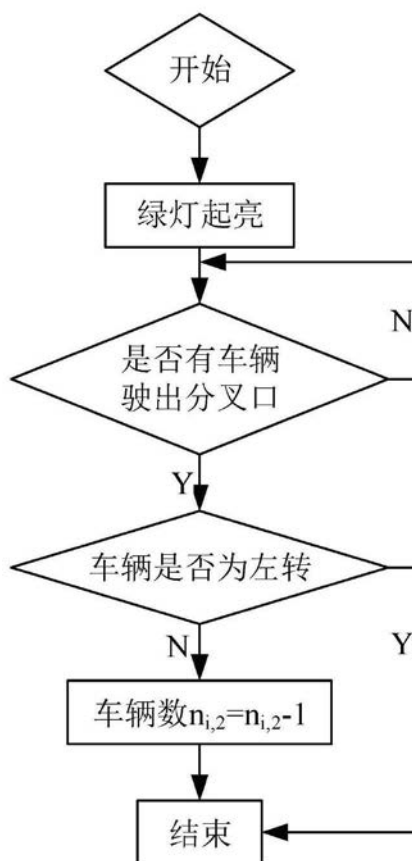 开始
绿灯起亮
N
是否有车辆
驶出分叉口
Y
车辆是否为左转
N
Y
车辆数n_{i,2}=n_{i,2}-1
结束